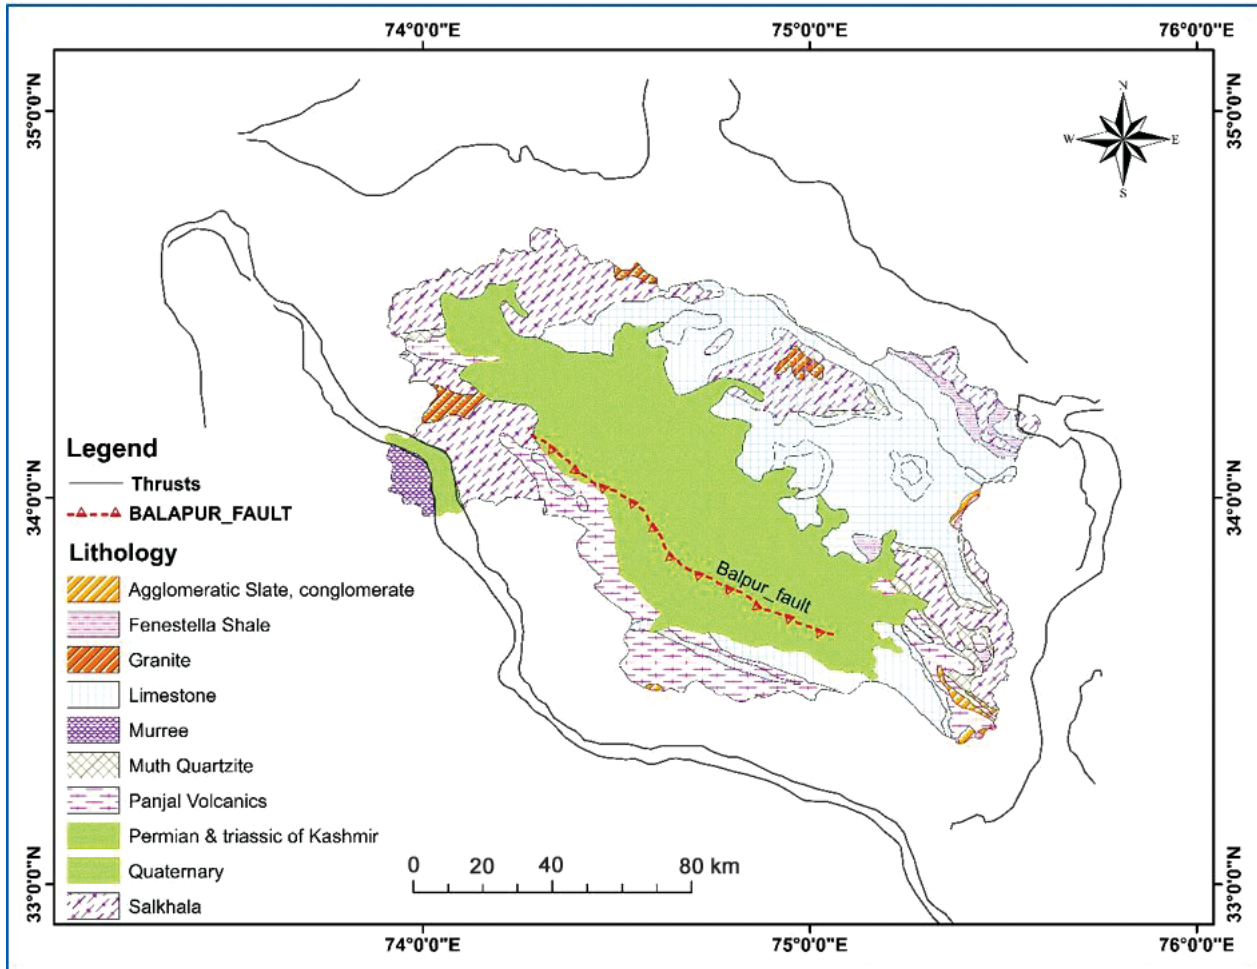 74°0'0"E 75°0'0"E 76°0'0"E
35°0'0"N 35°0'0"N
N
W E
S
34°0'0"N 34°0'0"N
Legend
Thrusts
BALAPUR_FAULT
Balpur_fault
Lithology
Agglomeratic Slate, conglomerate
Fenestella Shale
Granite
Limestone
Murree
Muth Quartzite
Panjal Volcanics
Permian & triassic of Kashmir
Quaternary
Salkhala
0 20 40 80 km
33°0'0"N 33°0'0"N
74°0'0"E 75°0'0"E 76°0'0"E